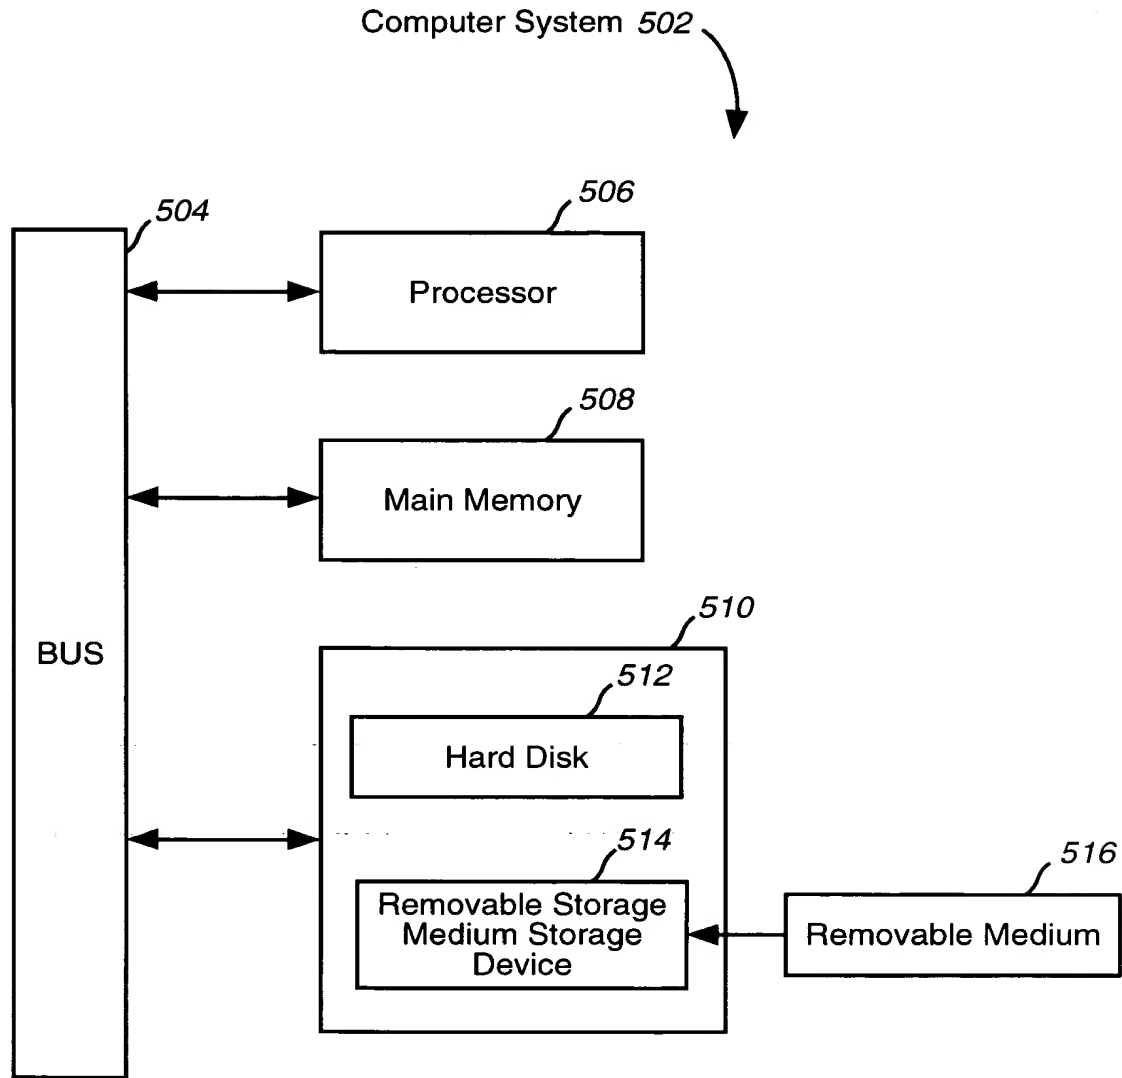 Computer System 502
504
506
Processor
508
Main Memory
BUS
510
512
Hard Disk
514
Removable Storage
Medium Storage
Device
516
Removable Medium